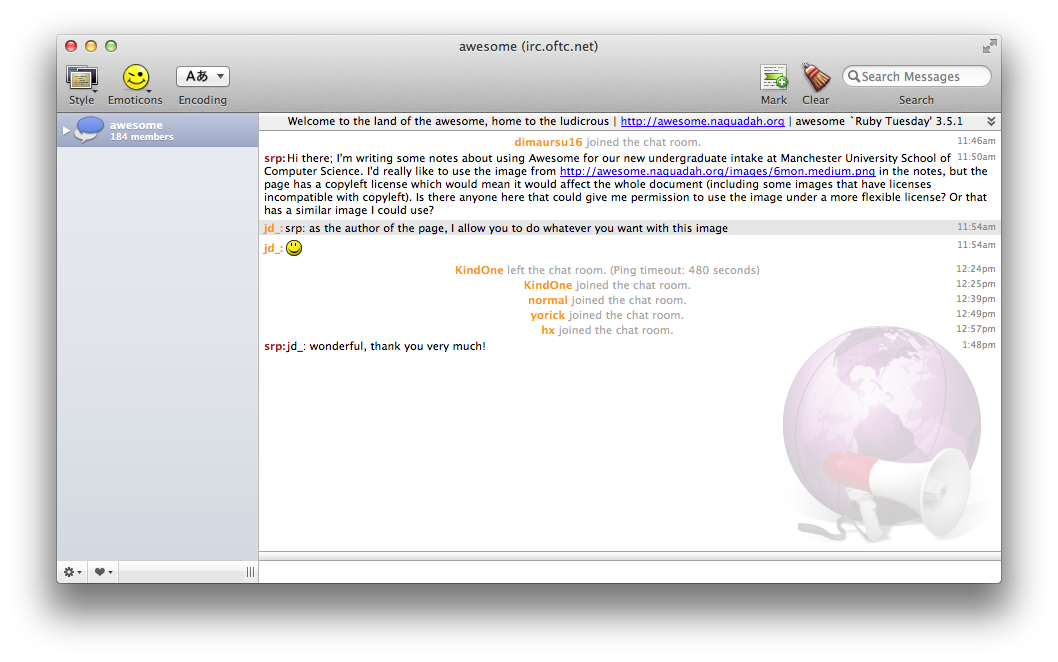 awesome (irc.oftc.net)
Style
Emoticons
Aあ
Encoding
Mark
Clear
Search Messages
Search
awesome
184 members
Welcome to the land of the awesome, home to the ludicrous | http://awesome.naquadah.org | awesome `Ruby Tuesday' 3.5.1
dimaursu16 joined the chat room. 11:46am
srp: Hi there; I'm writing some notes about using Awesome for our new undergraduate intake at Manchester University School of 11:50am
Computer Science. I'd really like to use the image from http://awesome.naquadah.org/images/6mon.medium.png in the notes, but the
page has a copyleft license which would mean it would affect the whole document (including some images that have licenses
incompatible with copyleft). Is there anyone here that could give me permission to use the image under a more flexible license? Or that
has a similar image I could use?
jd_: srp: as the author of the page, I allow you to do whatever you want with this image 11:54am
jd_: 11:54am
KindOne left the chat room. (Ping timeout: 480 seconds) 12:24pm
KindOne joined the chat room. 12:25pm
normal joined the chat room. 12:39pm
yorick joined the chat room. 12:49pm
hx joined the chat room. 12:57pm
srp: jd_: wonderful, thank you very much! 1:48pm